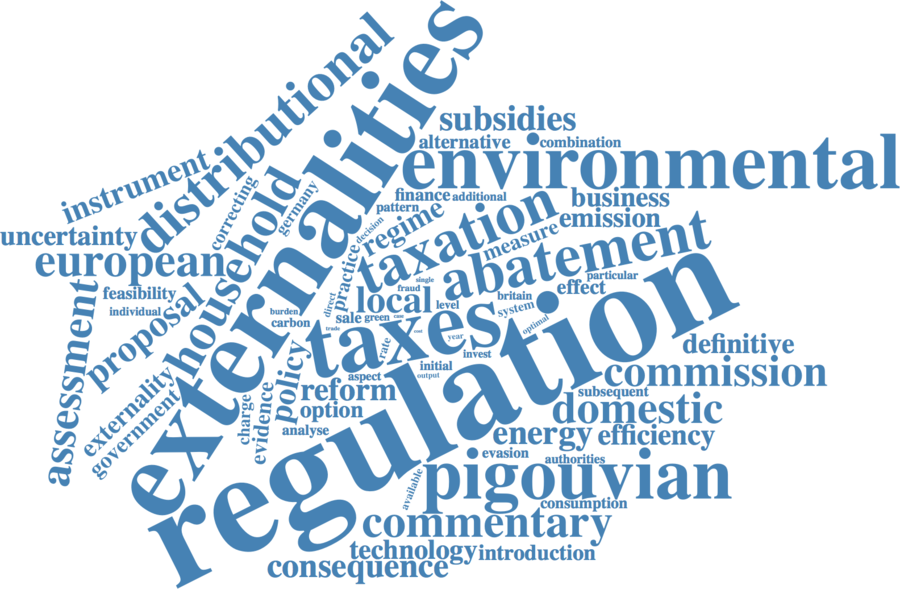 externalities
distributional
subsidies
alternative
combination
environmental
instrument
correcting
household
germany
finance
additional
business
pattern
decision
regime
taxation
measure
emission
uncertainty
european
practice
abatement
particular
effect
feasibility
individual
proposal
burden
carbon
direct
local
single
fraud
level
britain
system
sale
green
case
trade
taxes
optimal
regulation
assessment
policy
rate
year
invest
initial
output
aspect
reform
option
definitive
commission
subsequent
domestic
externality
government
charge
evidence
analyse
energy
efficiency
evasion
authorities
pigouvian
available
consumption
commentary
technology
introduction
consequence